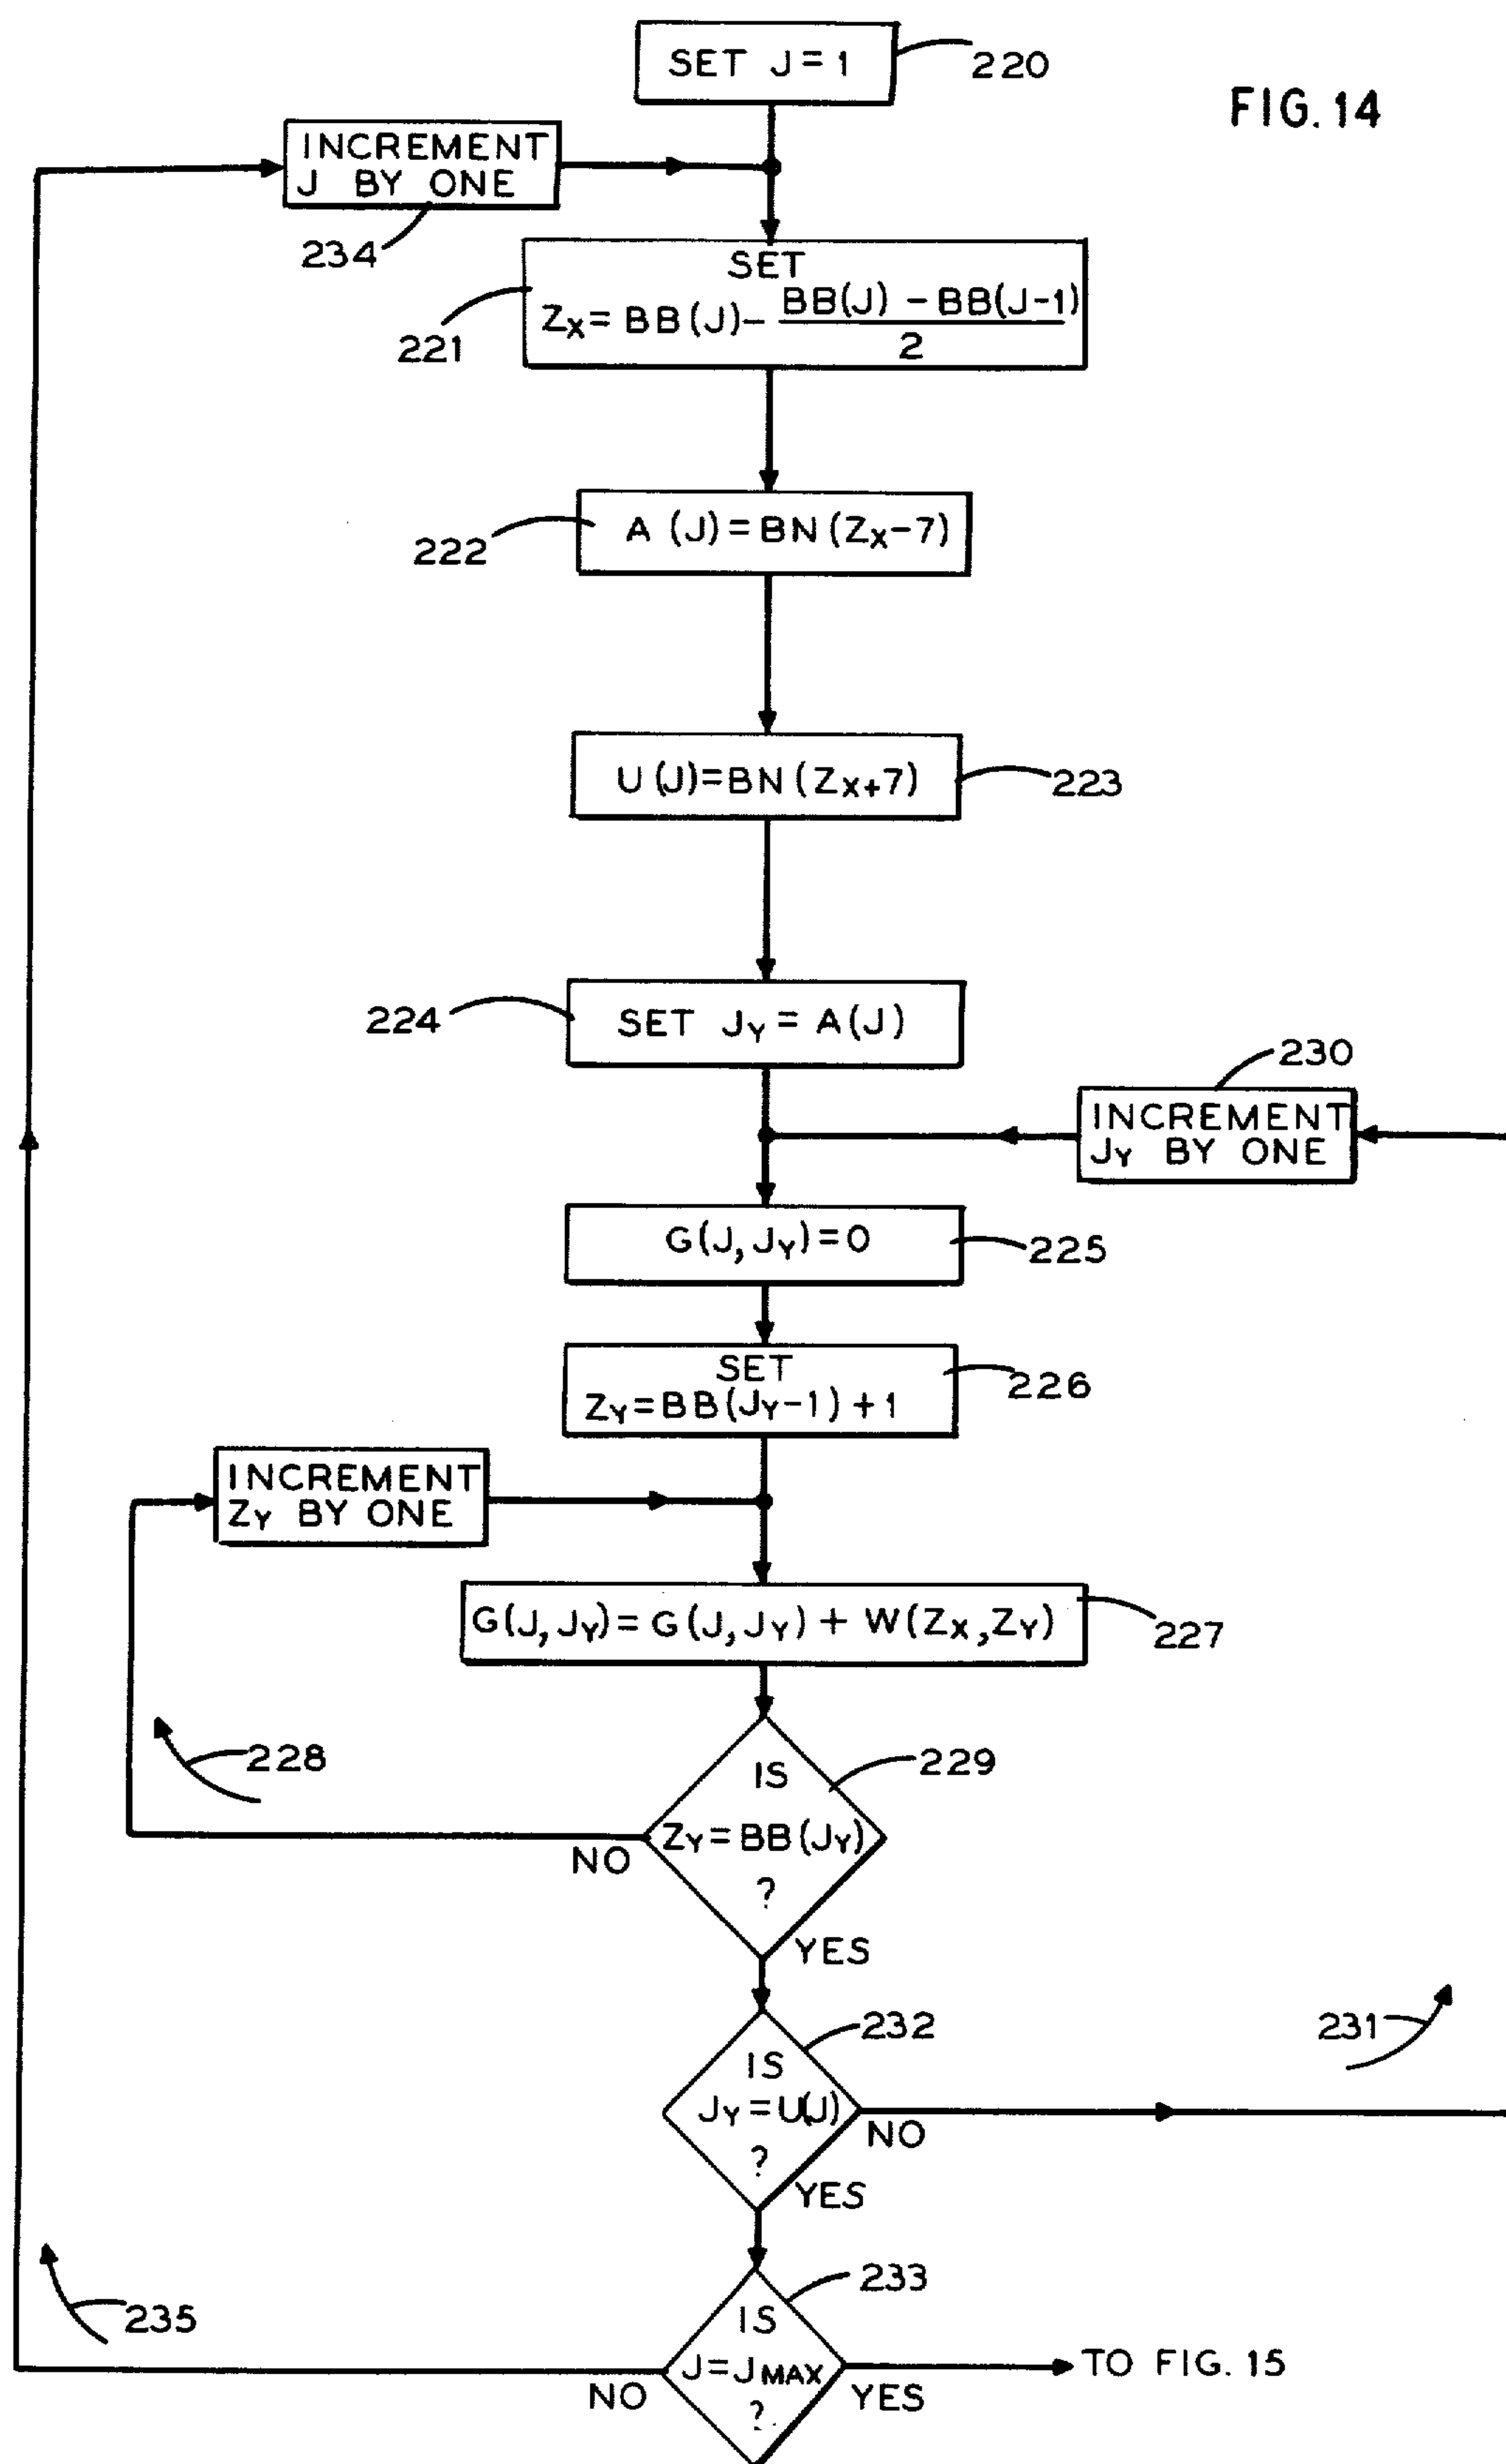 SET J = 1
220
FIG. 14
INCREMENT
J BY ONE
234
SET
Zx = BB(J) - BB(J) - BB(J-1)
2
221
A (J) = BN (Zx-7)
222
U (J) = BN (Zx+7)
223
SET JY = A(J)
224
230
INCREMENT
JY BY ONE
G(J, JY) = 0
225
SET
ZY = BB(JY-1) + 1
226
INCREMENT
ZY BY ONE
G(J, JY) = G(J, JY) + W(Zx, ZY)
227
228
IS
ZY = BB(JY)
?
229
NO
YES
232
231
IS
JY = U(J)
?
NO
YES
233
235
IS
J = JMAX
?
NO
YES
TO FIG. 15